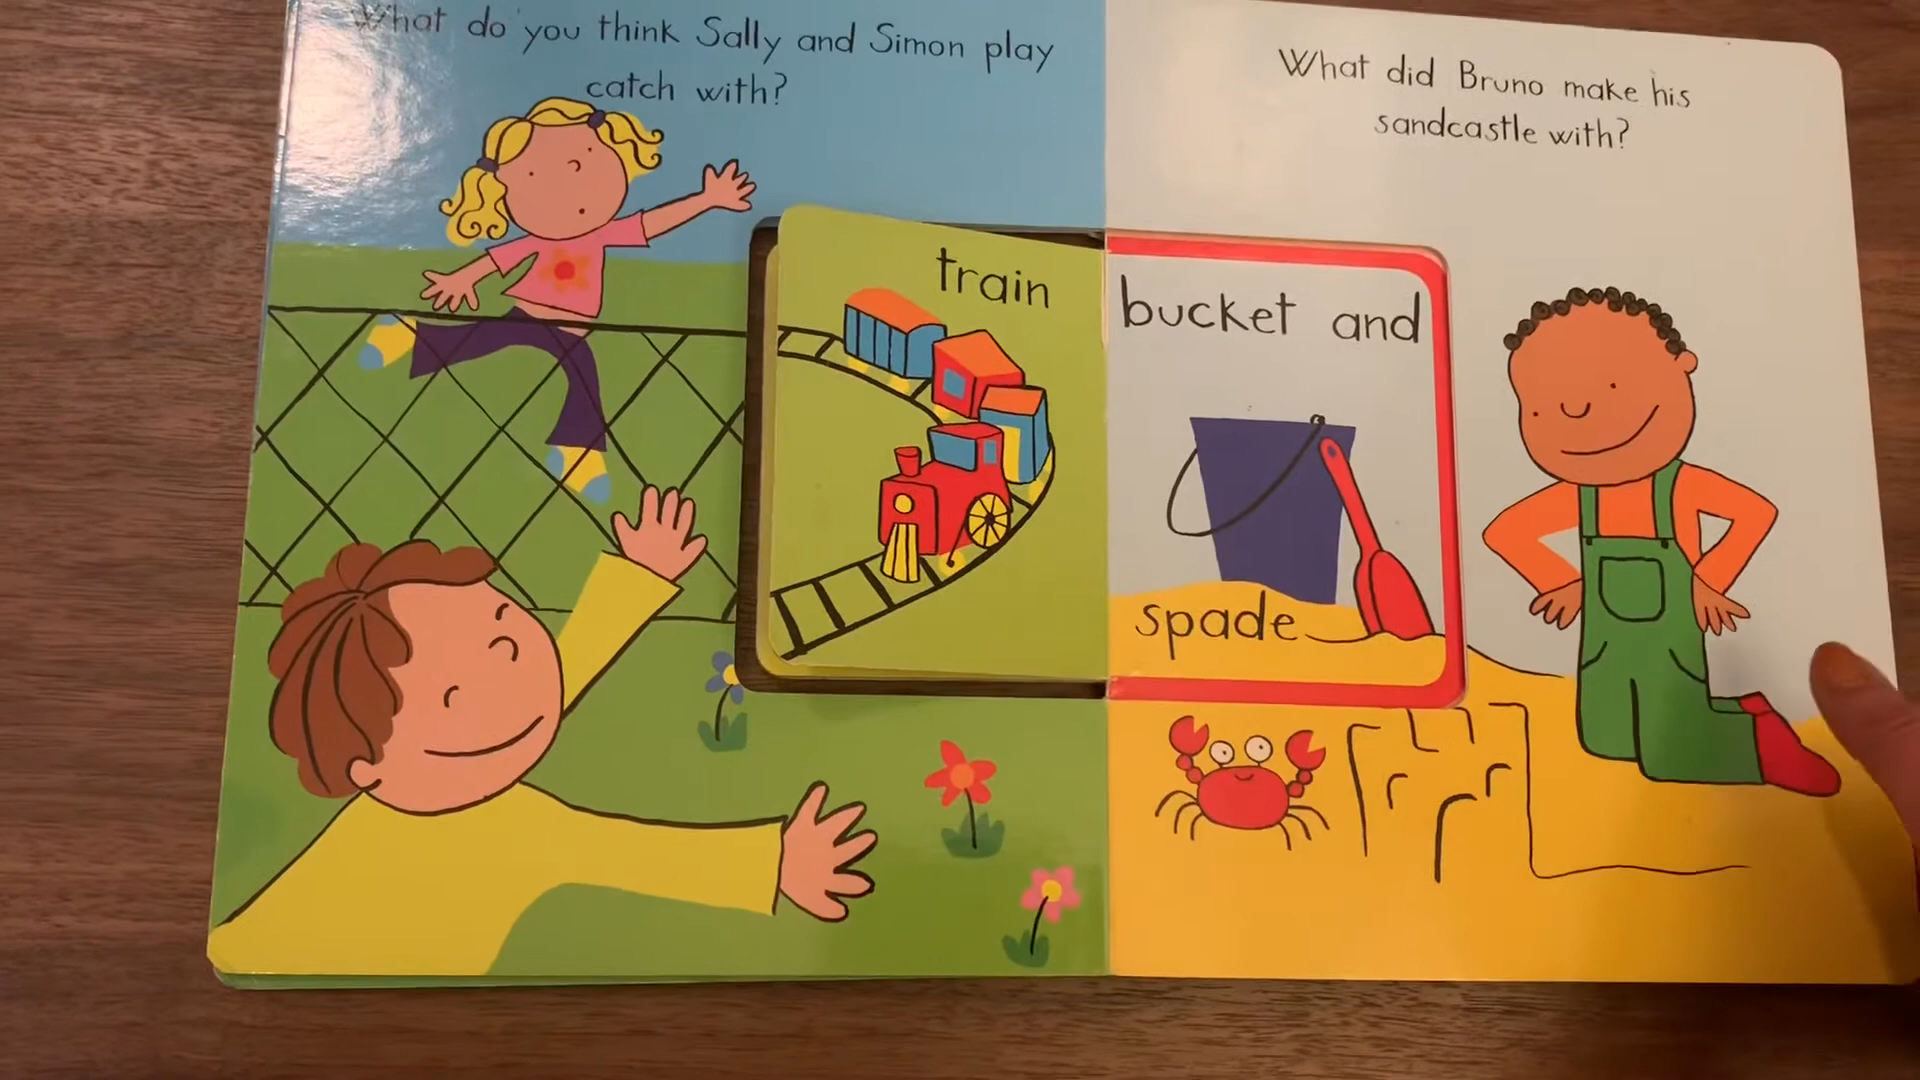 What do you think Sally and Simon play
catch with?
train
What did Bruno make his
sandcastle with?
bucket and
spade